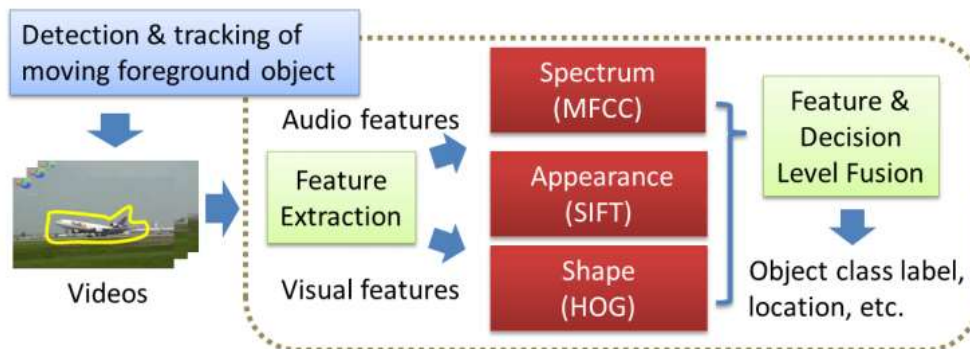 Detection & tracking of
moving foreground object
Videos
Audio features
Feature
Extraction
Visual features
Spectrum
(MFCC)
Appearance
(SIFT)
Shape
(HOG)
Feature &
Decision
Level Fusion
Object class label,
location, etc.